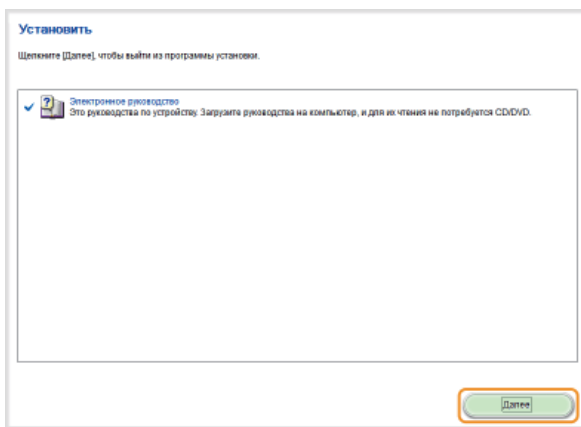 Установить
Щелкните [Далее], чтобы выйти из программы установки.
Электронное руководство
Это руководства по устройству. Загрузите руководства на компьютер, и для их чтения не потребуется CD/DVD.
Далее